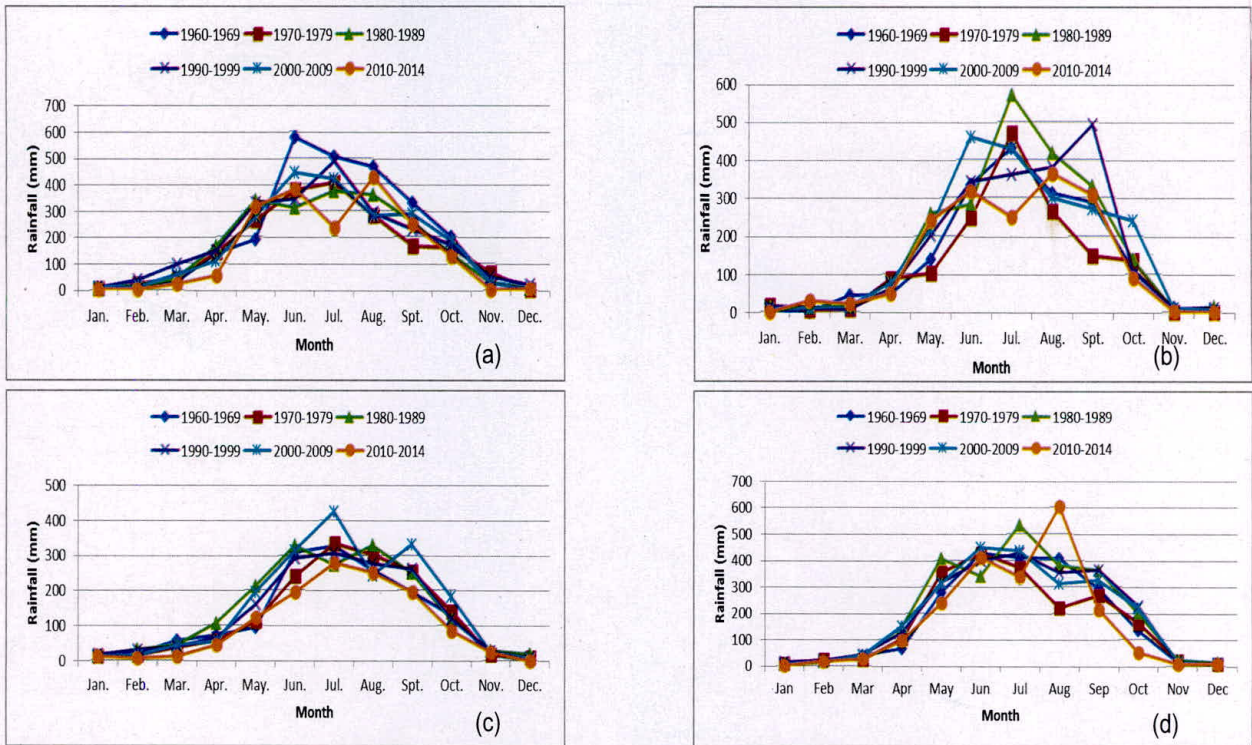 1960-1969 1970-1979 1980-1989
1990-1999 2000-2009 2010-2014
Rainfall (mm)
700
600
500
400
300
200
100
0
Jan. Feb. Mar. Apr. May. Jun. Jul. Aug. Spt. Oct. Nov. Dec.
Month
(a)
1960-1969 1970-1979 1980-1989
1990-1999 2000-2009 2010-2014
Rainfall (mm)
600
500
400
300
200
100
0
Jan. Feb. Mar. Apr. May. Jun. Jul. Aug. Spt. Oct. Nov. Dec.
Month
(b)
1960-1969 1970-1979 1980-1989
1990-1999 2000-2009 2010-2014
Rainfall (mm)
500
400
300
200
100
0
Jan. Feb. Mar. Apr. May. Jun. Jul. Aug. Spt. Oct. Nov. Dec.
Month
(c)
1960-1969 1970-1979 1980-1989
1990-1999 2000-2009 2010-2014
Rainfall (mm)
700
600
500
400
300
200
100
0
Jan Feb Mar Apr May Jun Jul Aug Sep Oct Nov Dec
Month
(d)